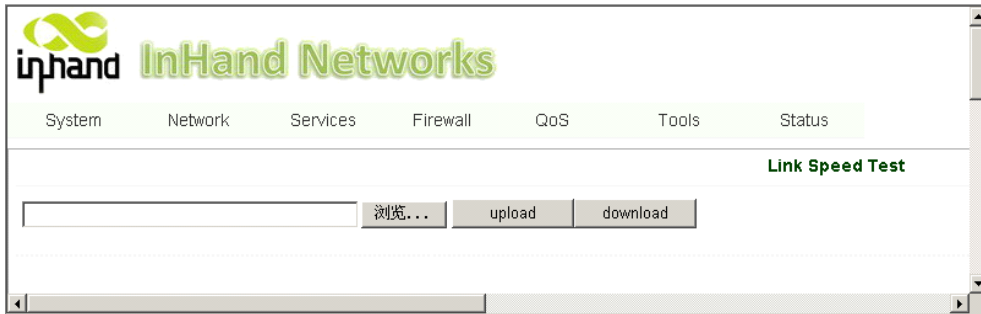 inhand InHand Networks
System Network Services Firewall QoS Tools Status
Link Speed Test
浏览... upload download